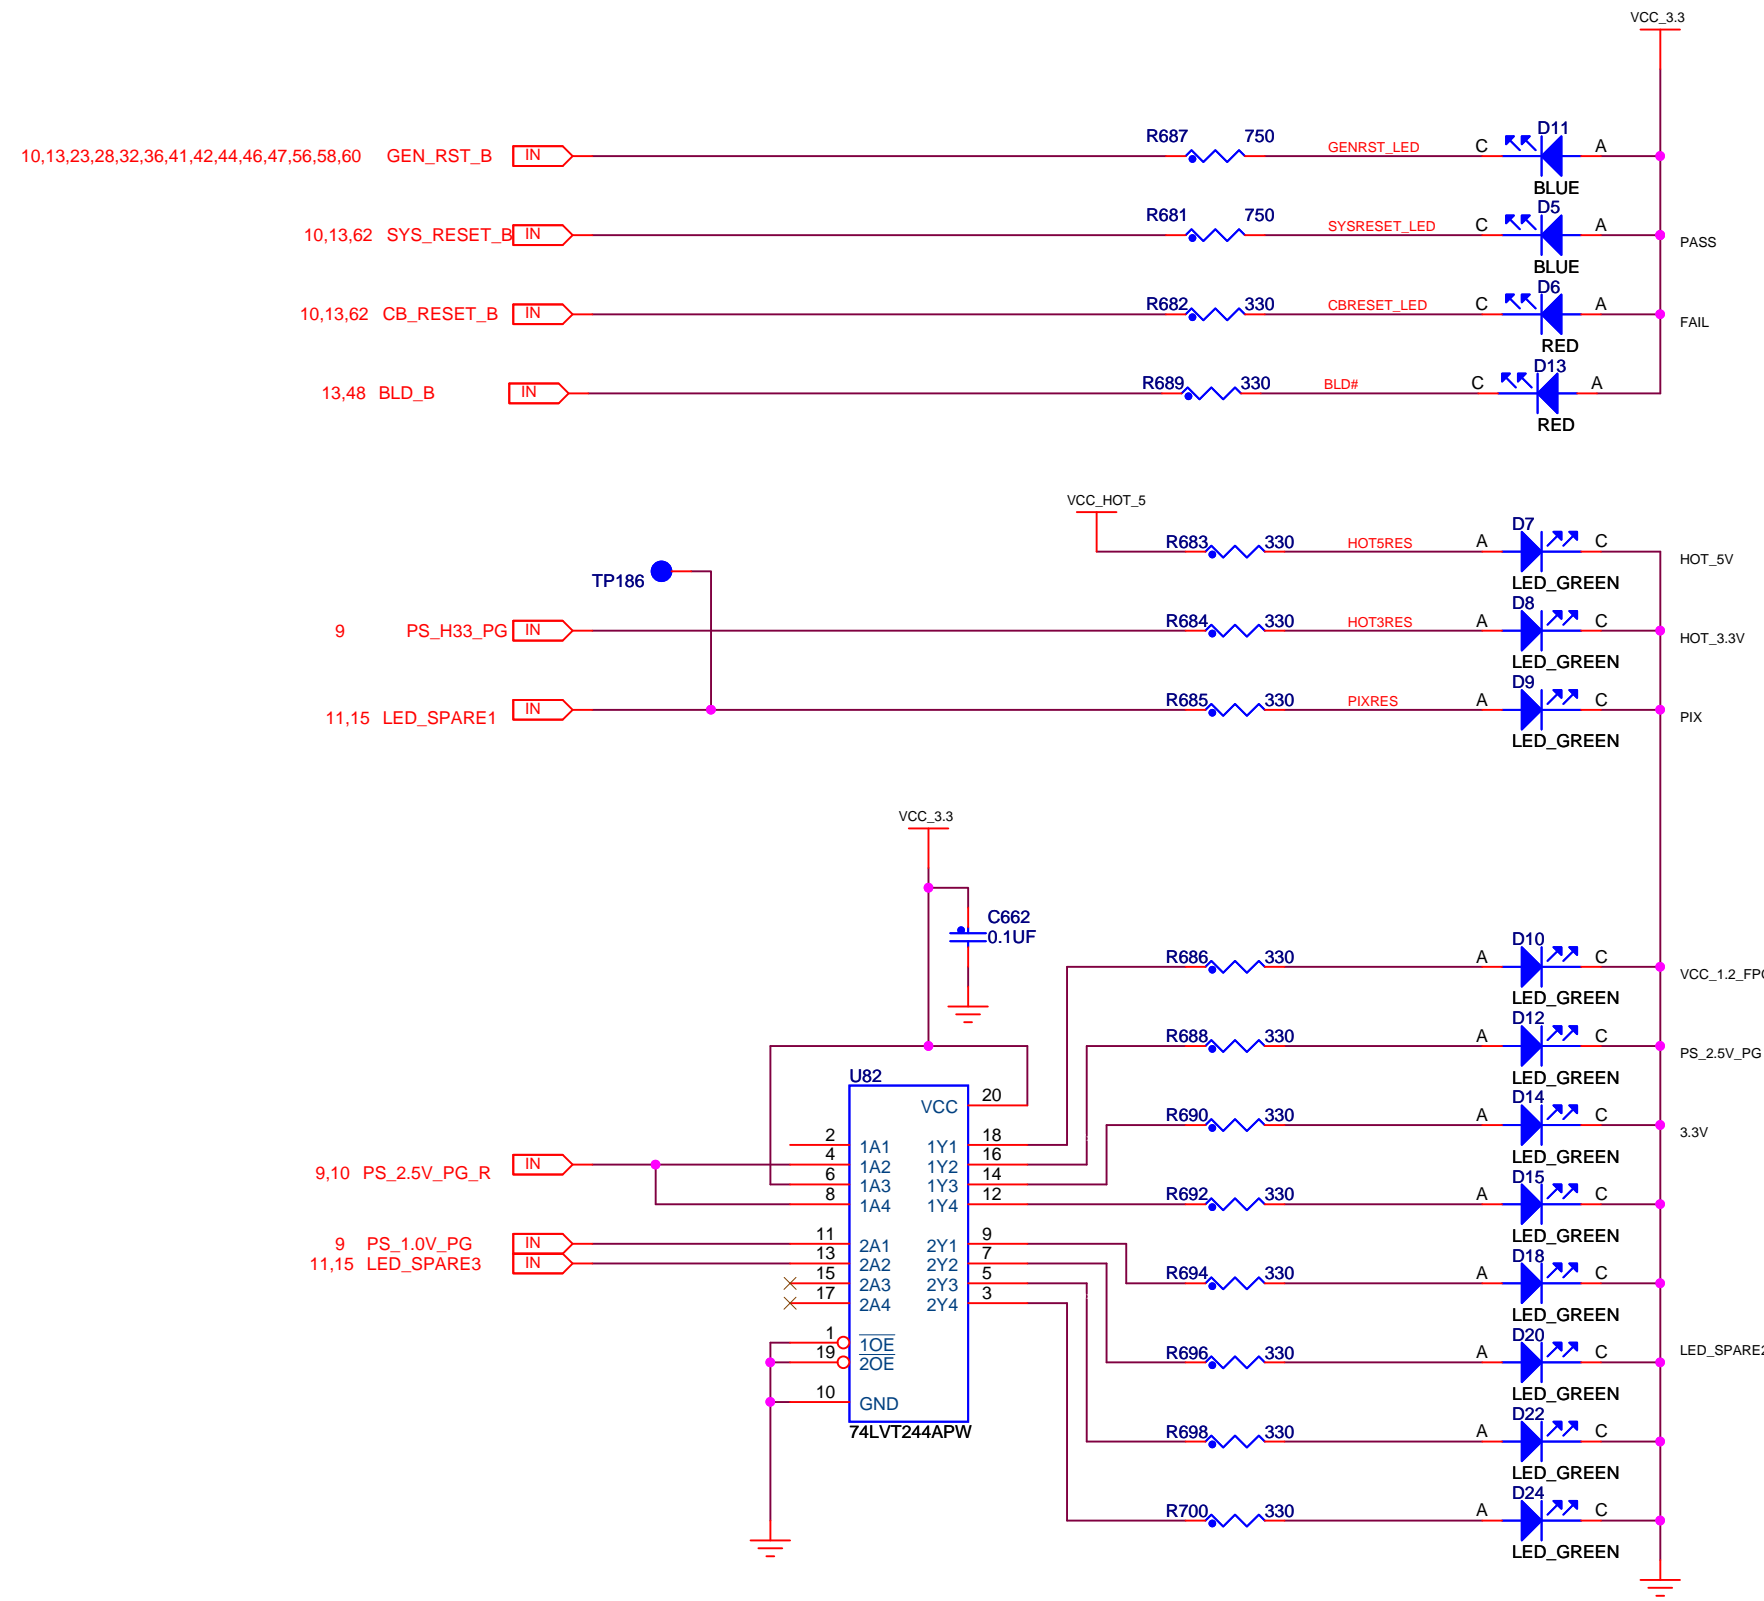 VCC_3.3
10,13,23,28,32,36,41,42,44,46,47,56,58,60 GEN_RST_B IN R687 750 GENRST_LED C D11 A
BLUE
10,13,62 SYS_RESET_B IN R681 750 SYSRESET_LED C D5 A PASS
BLUE
10,13,62 CB_RESET_B IN R682 330 CBRESET_LED C D6 A FAIL
RED
13,48 BLD_B IN R689 330 BLD# C D13 A
RED
VCC_HOT_5
R683 330 HOT5RES A D7 C HOT_5V
LED_GREEN
TP186
9 PS_H33_PG IN R684 330 HOT3RES A D8 C HOT_3.3V
LED_GREEN
11,15 LED_SPARE1 IN R685 330 PIXRES A D9 C PIX
LED_GREEN
VCC_3.3
C662
0.1UF
R686 330 A D10 C
LED_GREEN
R688 330 A D12 C PS_2.5V_PG
LED_GREEN
U82
VCC 20
2 1A1 1Y1 18
9,10 PS_2.5V_PG_R IN 4 1A2 1Y2 16
6 1A3 1Y3 14
8 1A4 1Y4 12
9 PS_1.0V_PG IN 11 2A1 2Y1 9
11,15 LED_SPARE3 IN 13 2A2 2Y2 7
15 2A3 2Y3 5
17 2A4 2Y4 3
1 1OE
19 2OE
10 GND
74LVT244APW
R690 330 A D14 C 3.3V
LED_GREEN
R692 330 A D15 C
LED_GREEN
R694 330 A D18 C
LED_GREEN
R696 330 A D20 C
LED_GREEN
R698 330 A D22 C
LED_GREEN
R700 330 A D24 C
LED_GREEN